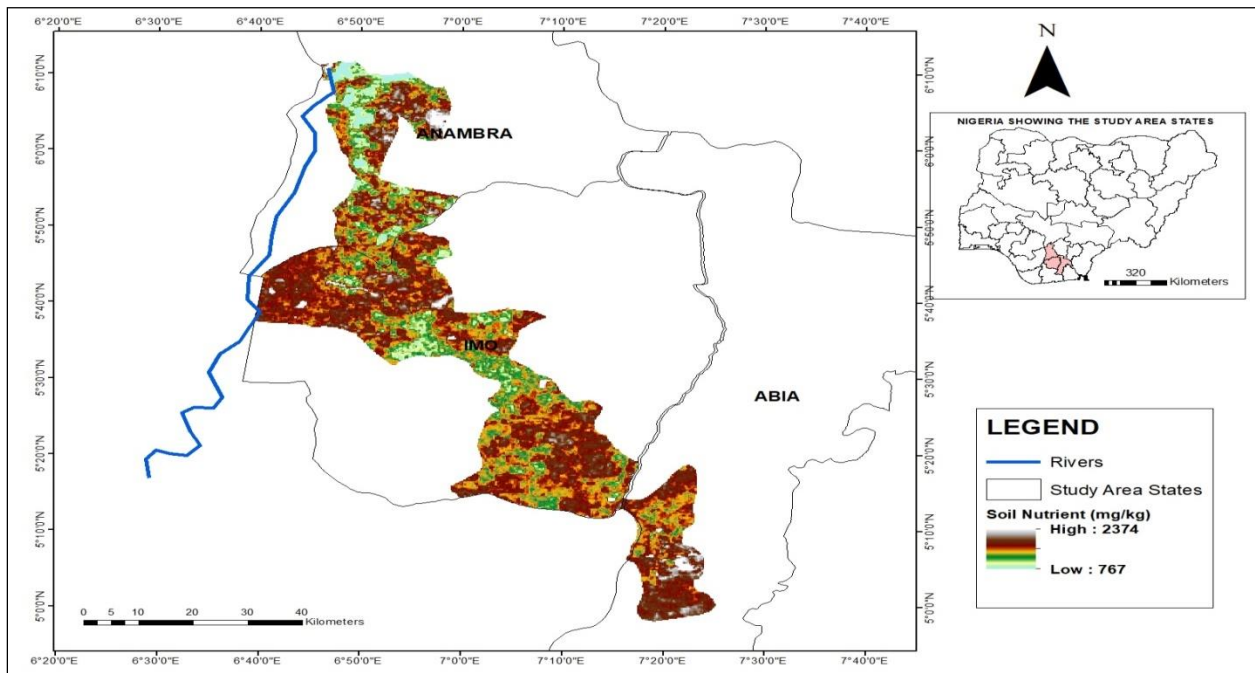 6°20'0"E 6°30'0"E 6°40'0"E 6°50'0"E 7°0'0"E 7°10'0"E 7°20'0"E 7°30'0"E 7°40'0"E
6°10'0"N
6°0'0"N
5°50'0"N
5°40'0"N
5°30'0"N
5°20'0"N
5°10'0"N
5°0'0"N
ANAMBRA
IMO
ABIA
0 5 10 20 30 40
Kilometers
6°10'0"N
6°0'0"N
5°50'0"N
5°40'0"N
5°30'0"N
5°20'0"N
5°10'0"N
5°0'0"N
6°20'0"E 6°30'0"E 6°40'0"E 6°50'0"E 7°0'0"E 7°10'0"E 7°20'0"E 7°30'0"E 7°40'0"E
N
NIGERIA SHOWING THE STUDY AREA STATES
320
Kilometers
LEGEND
Rivers
Study Area States
Soil Nutrient (mg/kg)
High : 2374
Low : 767